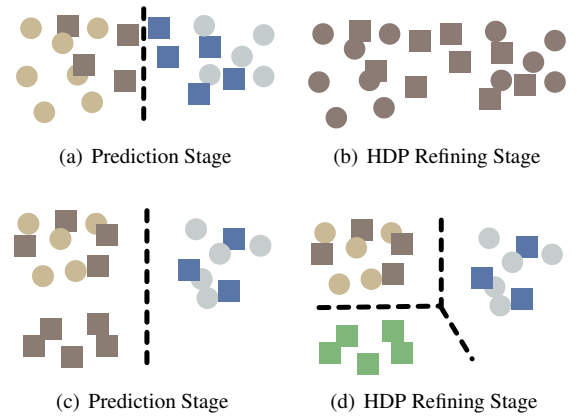 (a) Prediction Stage
(b) HDP Refining Stage
(c) Prediction Stage
(d) HDP Refining Stage